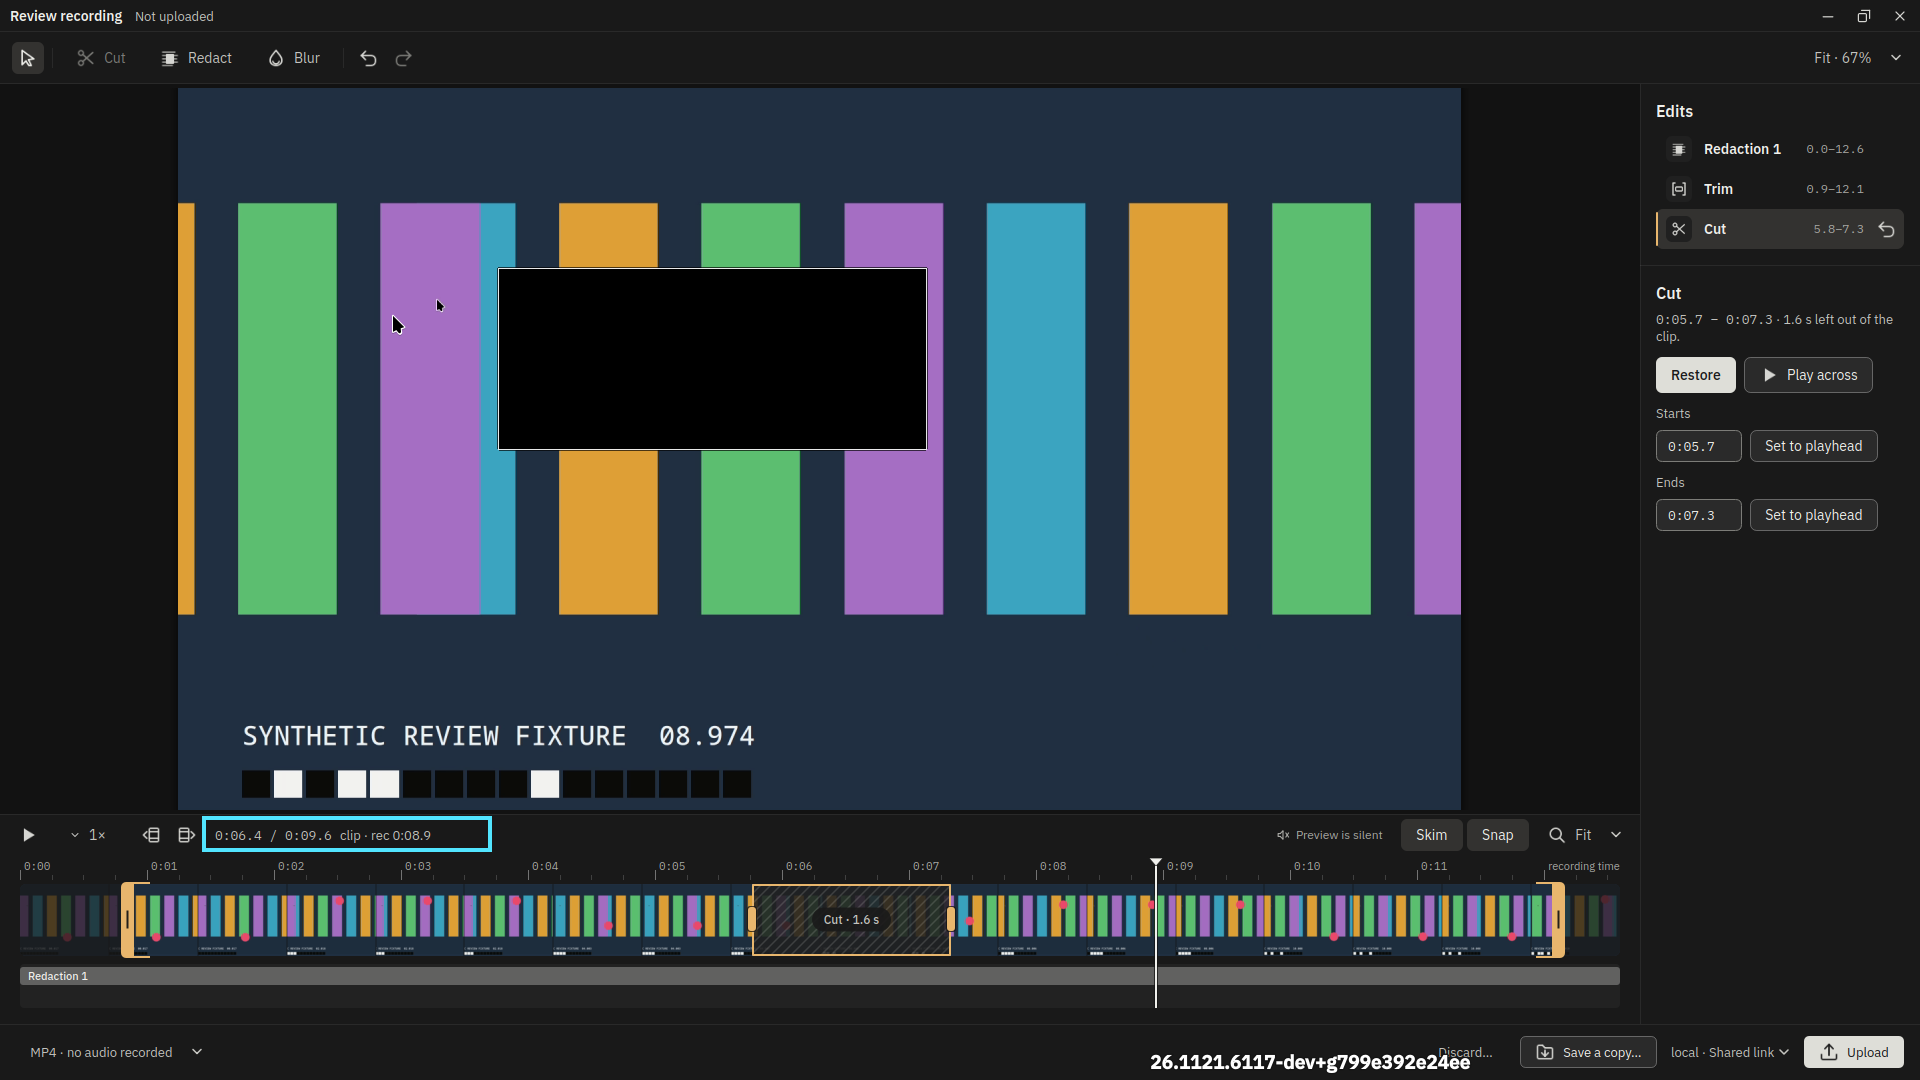 Review recording Not uploaded
Cut Redact Blur Fit · 67%
Edits
Redaction 1 0.0–12.6
Trim 0.9–12.1
Cut 5.8–7.3
Cut
0:05.7 – 0:07.3 · 1.6 s left out of the
clip.
Restore Play across
Starts
0:05.7 Set to playhead
Ends
0:07.3 Set to playhead
SYNTHETIC REVIEW FIXTURE 08.974
1× 0:06.4 / 0:09.6 clip · rec 0:08.9 Preview is silent Skim Snap Fit
0:00 0:01 0:02 0:03 0:04 0:05 0:06 0:07 0:08 0:09 0:10 0:11 recording time
Cut · 1.6 s
Redaction 1
MP4 · no audio recorded Discard... Save a copy... local · Shared link Upload
26.1121.6117-dev+g799e392e24ee